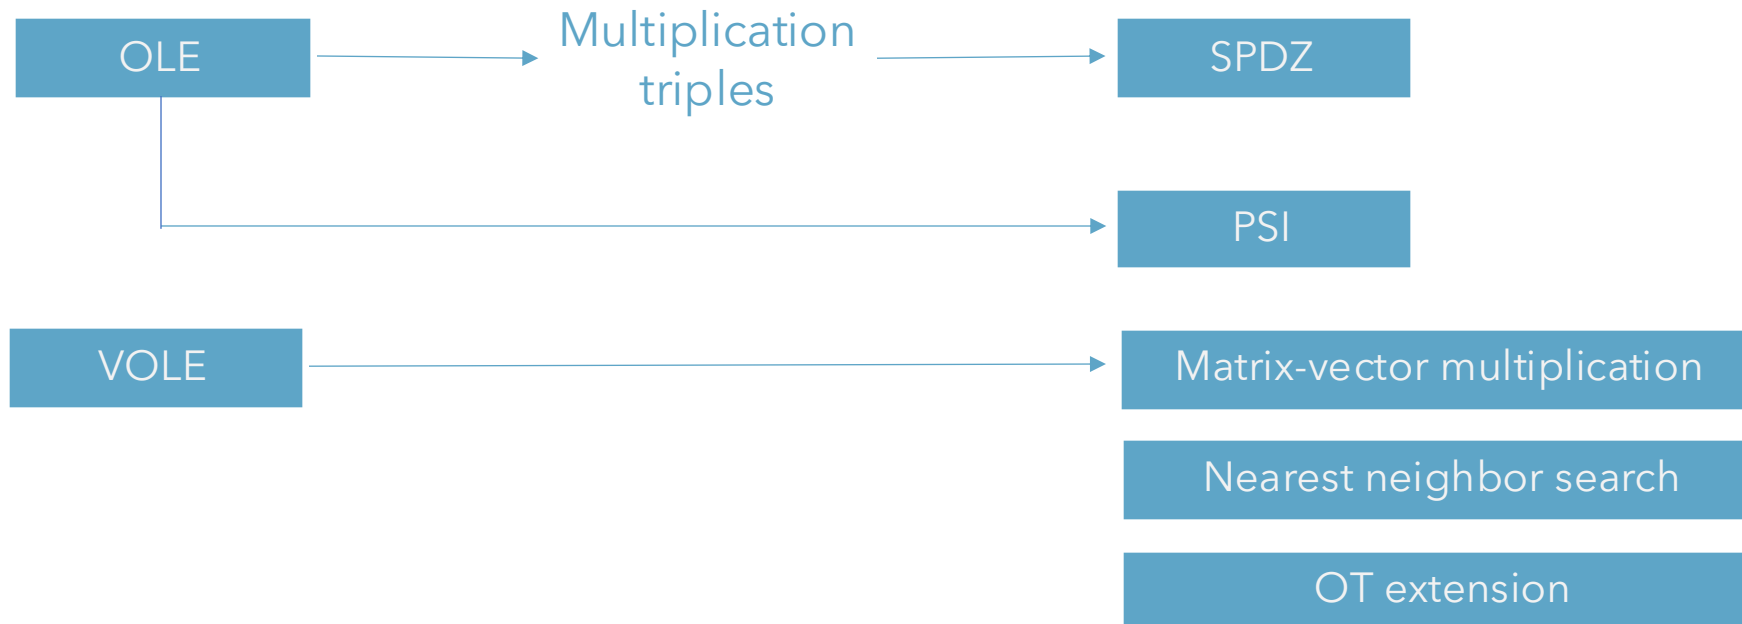 OLE
Multiplication
triples
SPDZ
PSI
VOLE
Matrix-vector multiplication
Nearest neighbor search
OT extension